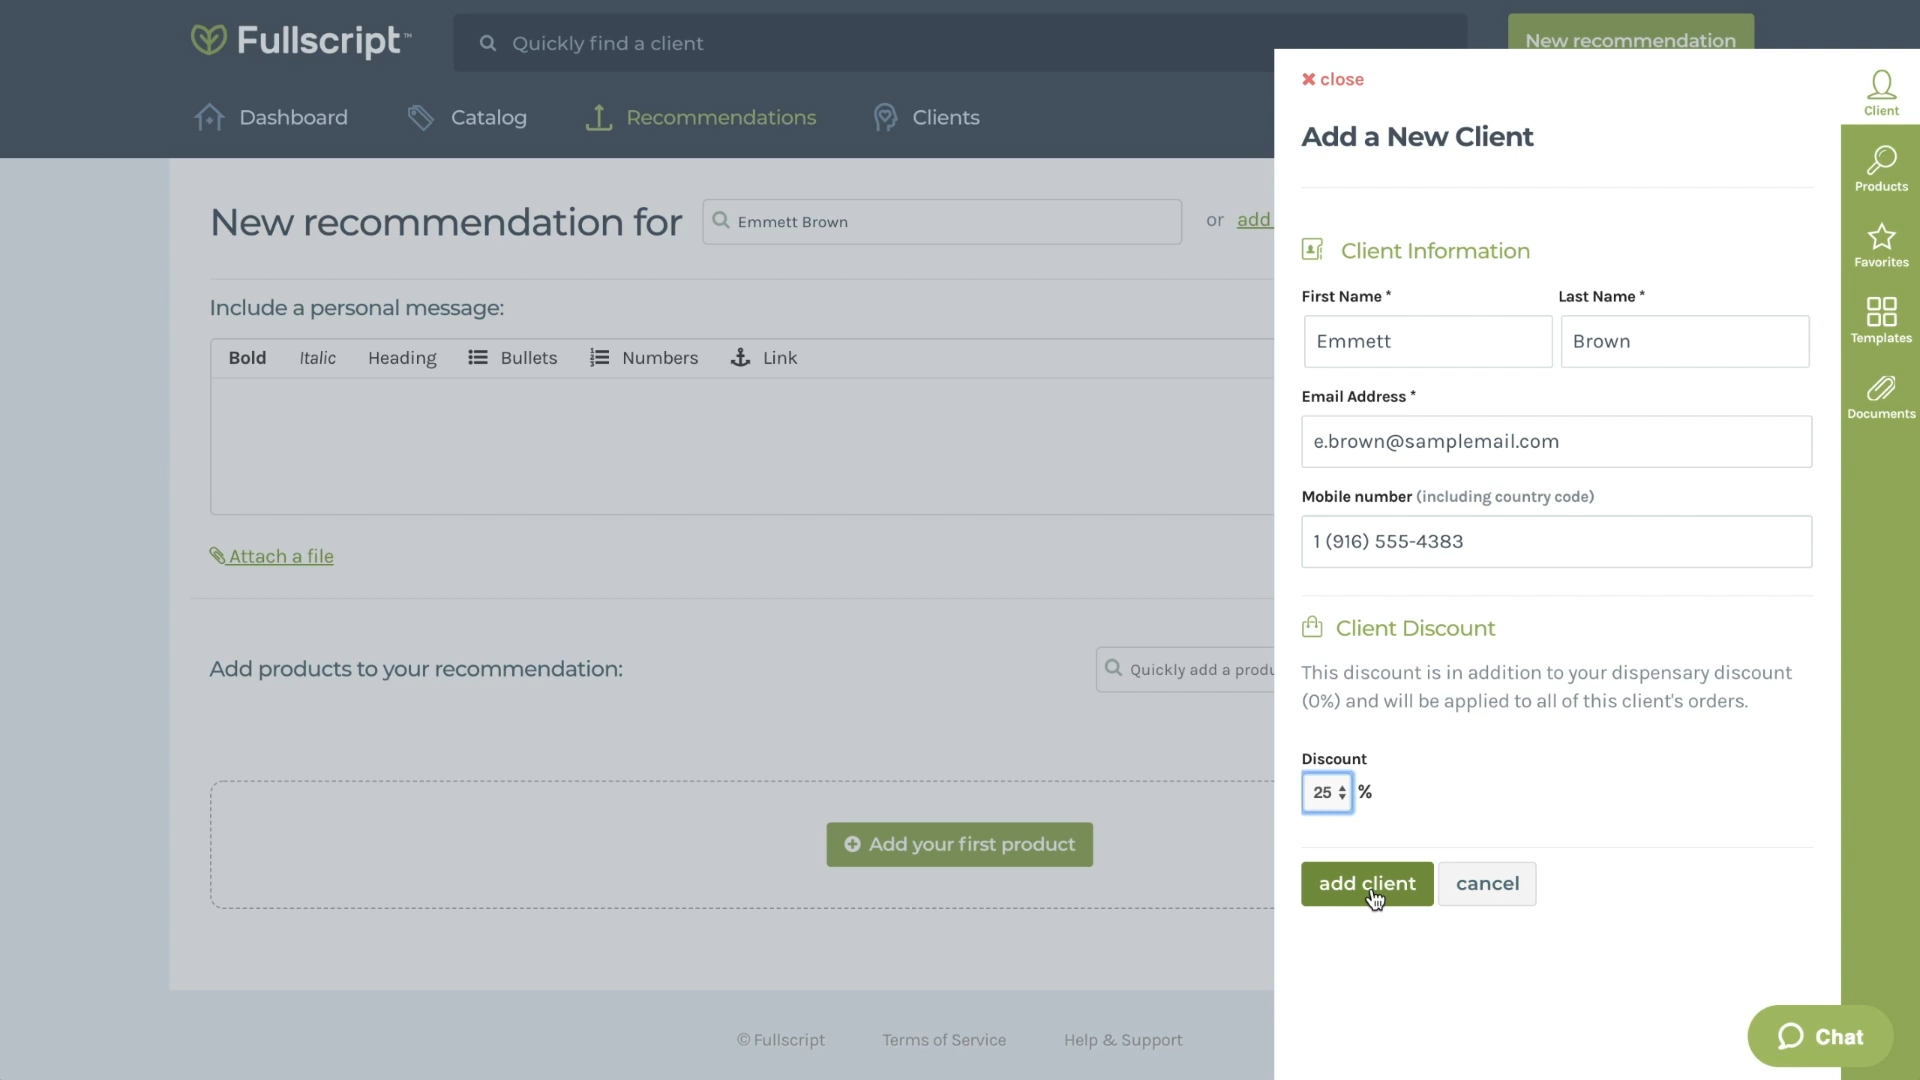 Fullscript™
Quickly find a client
New recommendation
Dashboard
Catalog
Recommendations
Clients
New recommendation for
Emmett Brown
or add
Include a personal message:
Bold
Italic
Heading
Bullets
Numbers
Link
Attach a file
Add products to your recommendation:
Quickly add a produ
Add your first product
© Fullscript
Terms of Service
Help & Support
close
Add a New Client
Client Information
First Name *
Last Name *
Emmett
Brown
Email Address *
e.brown@samplemail.com
Mobile number (including country code)
1 (916) 555-4383
Client Discount
This discount is in addition to your dispensary discount
(0%) and will be applied to all of this client's orders.
Discount
25 %
add client
cancel
Client
Products
Favorites
Templates
Documents
Chat